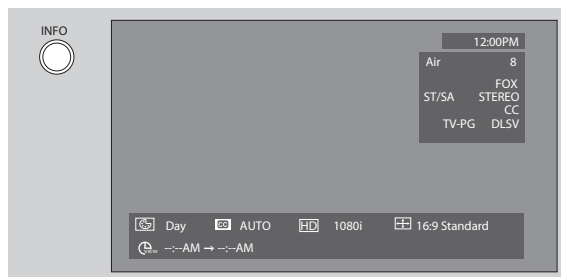 INFO
12:00PM
Air 8
FOX
ST/SA STEREO
CC
TV-PG DLSV
Day CC AUTO HD 1080i 16:9 Standard
--:--AM → --:--AM